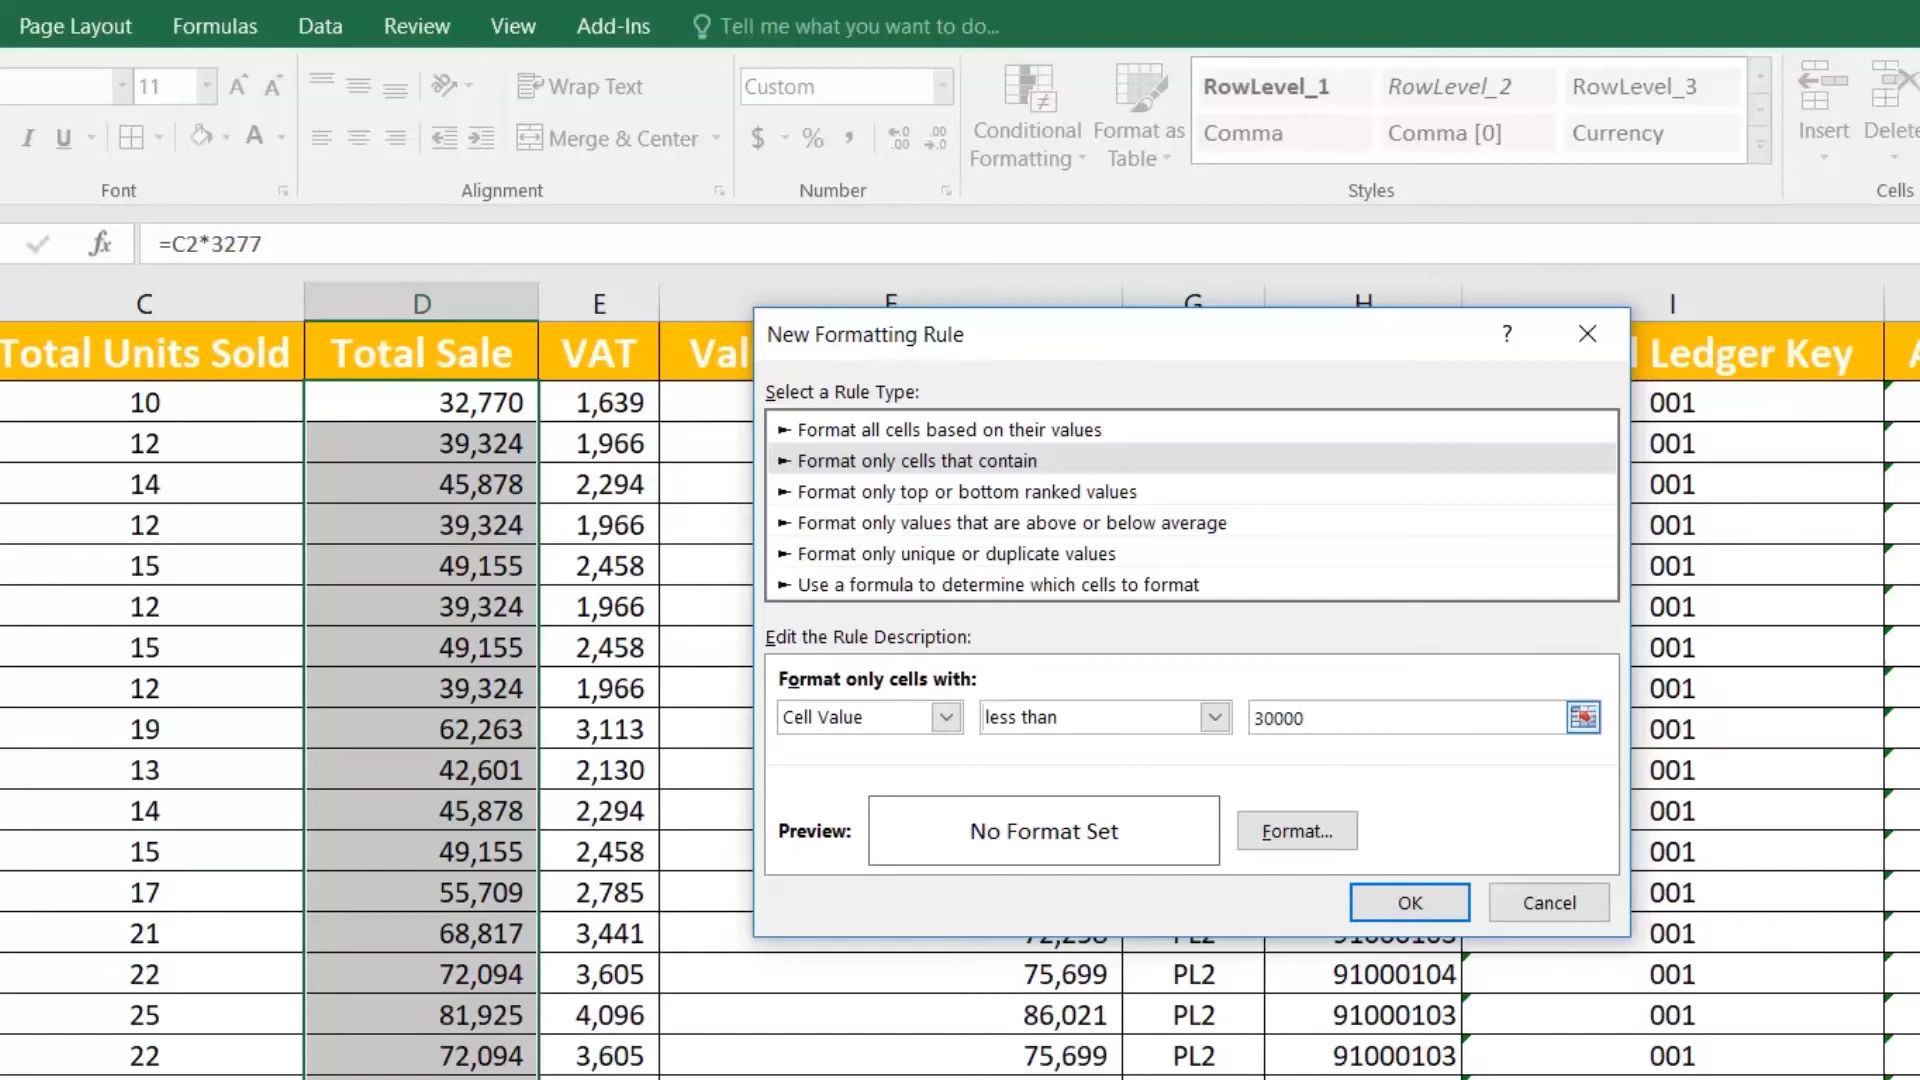 Page Layout Formulas Data Review View Add-Ins Tell me what you want to do...
11 Wrap Text Custom RowLevel_1 RowLevel_2 RowLevel_3
Conditional Formatting Format as Table Insert Delete
I U A Merge & Center $ % , Comma Comma [0] Currency
Font Alignment Number Styles Cells
fx =C2*3277
C D E F G H I
Total Units Sold Total Sale VAT Val Ledger Key
10 32,770 1,639 001
12 39,324 1,966 001
14 45,878 2,294 001
12 39,324 1,966 001
15 49,155 2,458 001
12 39,324 1,966 001
15 49,155 2,458 001
12 39,324 1,966 001
19 62,263 3,113 001
13 42,601 2,130 001
14 45,878 2,294 001
15 49,155 2,458 001
17 55,709 2,785 001
21 68,817 3,441 72,258 PL2 91000103 001
22 72,094 3,605 75,699 PL2 91000104 001
25 81,925 4,096 86,021 PL2 91000103 001
22 72,094 3,605 75,699 PL2 91000103 001
New Formatting Rule ?
Select a Rule Type:
► Format all cells based on their values
► Format only cells that contain
► Format only top or bottom ranked values
► Format only values that are above or below average
► Format only unique or duplicate values
► Use a formula to determine which cells to format
Edit the Rule Description:
Format only cells with:
Cell Value less than 30000
Preview: No Format Set Format...
OK Cancel